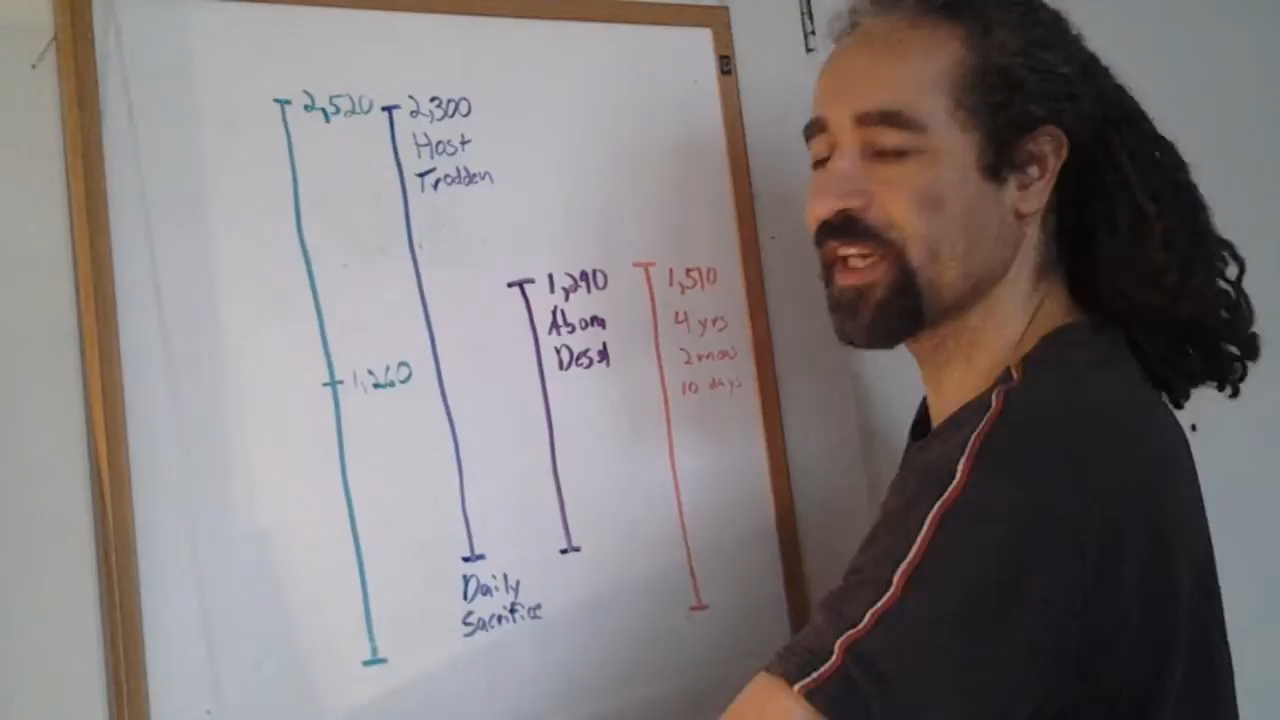 2,520
2,300
Host
Trodden
1,290
Abom
Desol
1,510
4 yrs
2 mos
10 days
1,260
Daily
Sacrifice